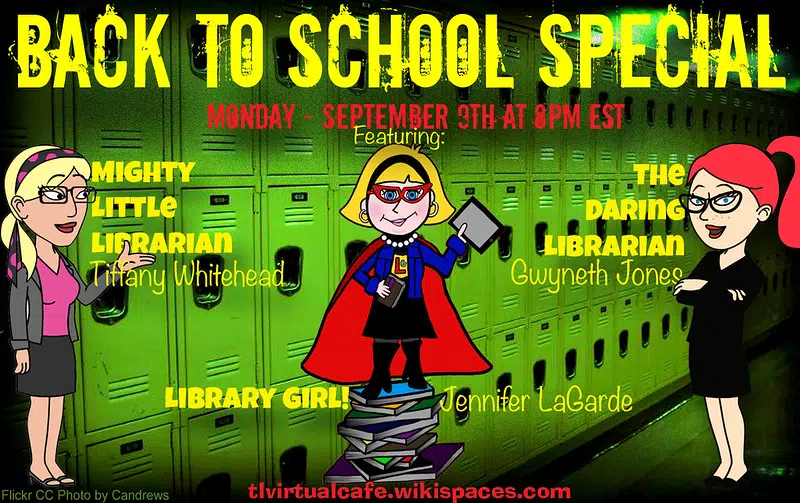 BACK TO SCHOOL SPECIAL
MONDAY - SEPTEMBER 9TH AT 8PM EST
Featuring:
MIGHTY
LITTLE
LIBRARIAN
Tiffany Whitehead
THE
DARING
LIBRARIAN
Gwyneth Jones
L
LIBRARY GIRL!
Jennifer LaGarde
Flickr CC Photo by Candrews
tlvirtualcafe.wikispaces.com